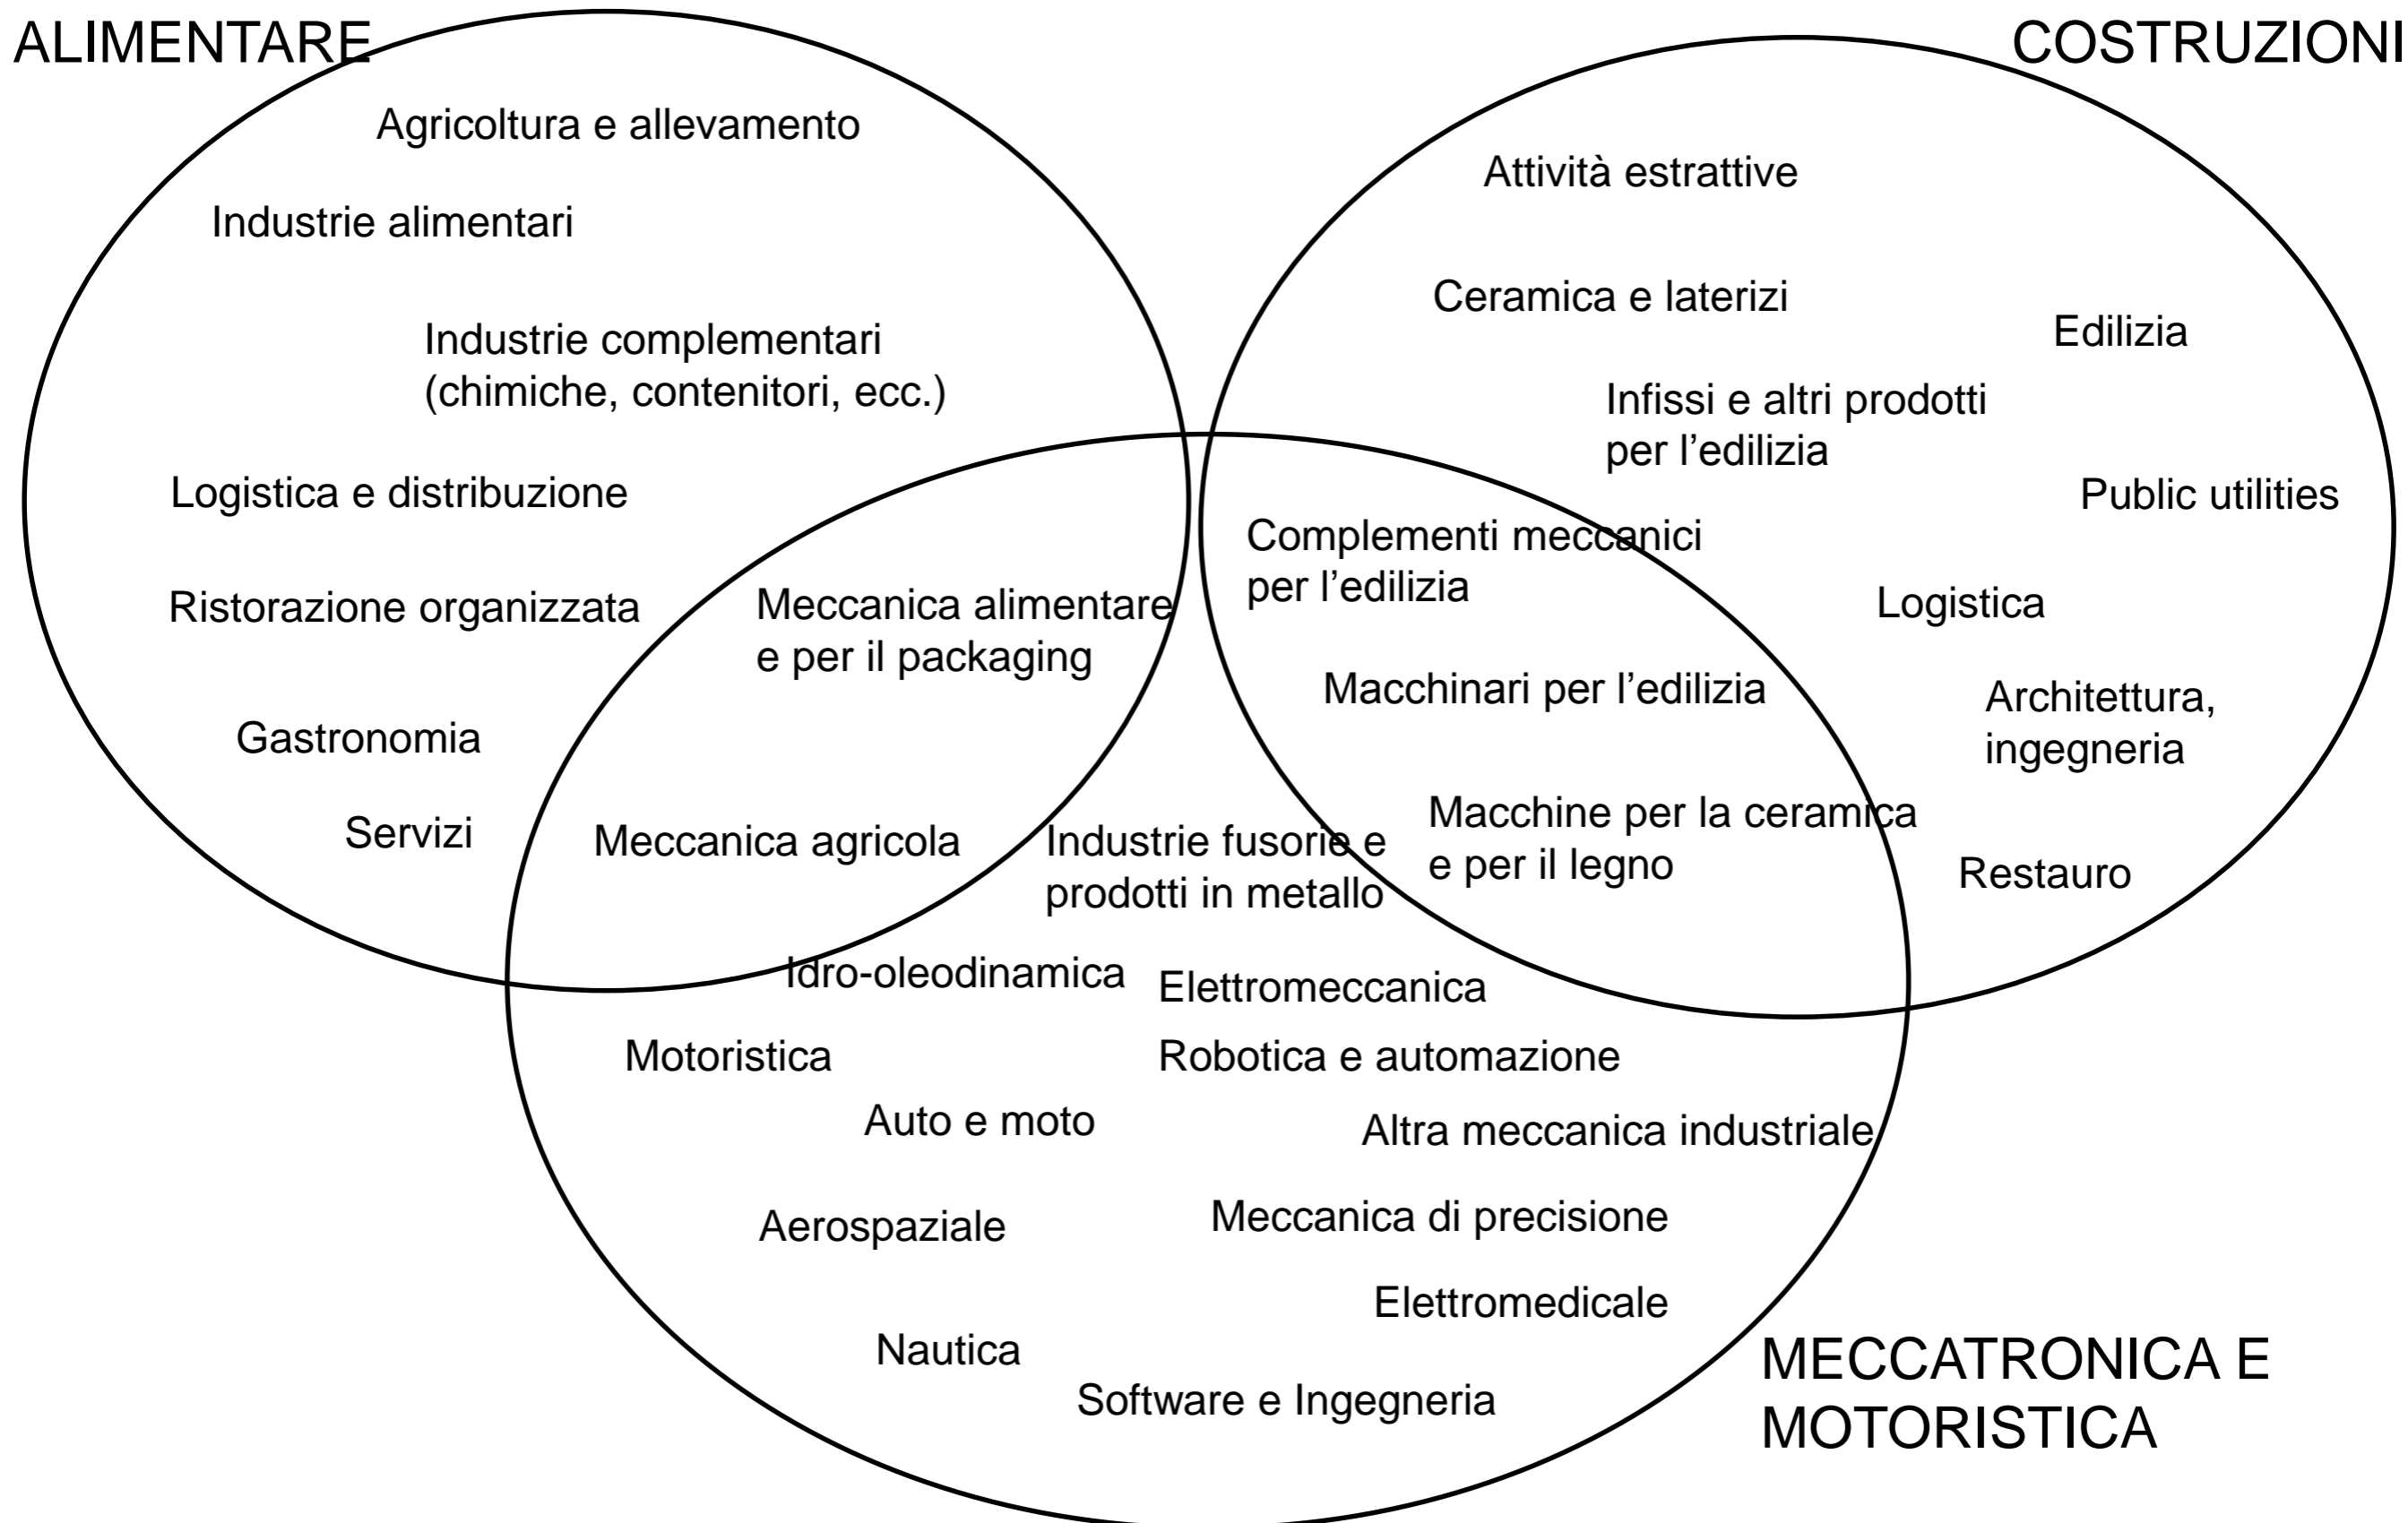 ALIMENTARE
COSTRUZIONI
Agricoltura e allevamento
Industrie alimentari
Industrie complementari
(chimiche, contenitori, ecc.)
Logistica e distribuzione
Ristorazione organizzata
Gastronomia
Servizi
Meccanica alimentare
e per il packaging
Meccanica agricola
Attività estrattive
Ceramica e laterizi
Edilizia
Infissi e altri prodotti
per l’edilizia
Public utilities
Complementi meccanici
per l’edilizia
Logistica
Macchinari per l’edilizia
Architettura,
ingegneria
Macchine per la ceramica
e per il legno
Restauro
Industrie fusorie e
prodotti in metallo
Idro-oleodinamica
Elettromeccanica
Motoristica
Robotica e automazione
Auto e moto
Altra meccanica industriale
Aerospaziale
Meccanica di precisione
Elettromedicale
Nautica
Software e Ingegneria
MECCATRONICA E
MOTORISTICA